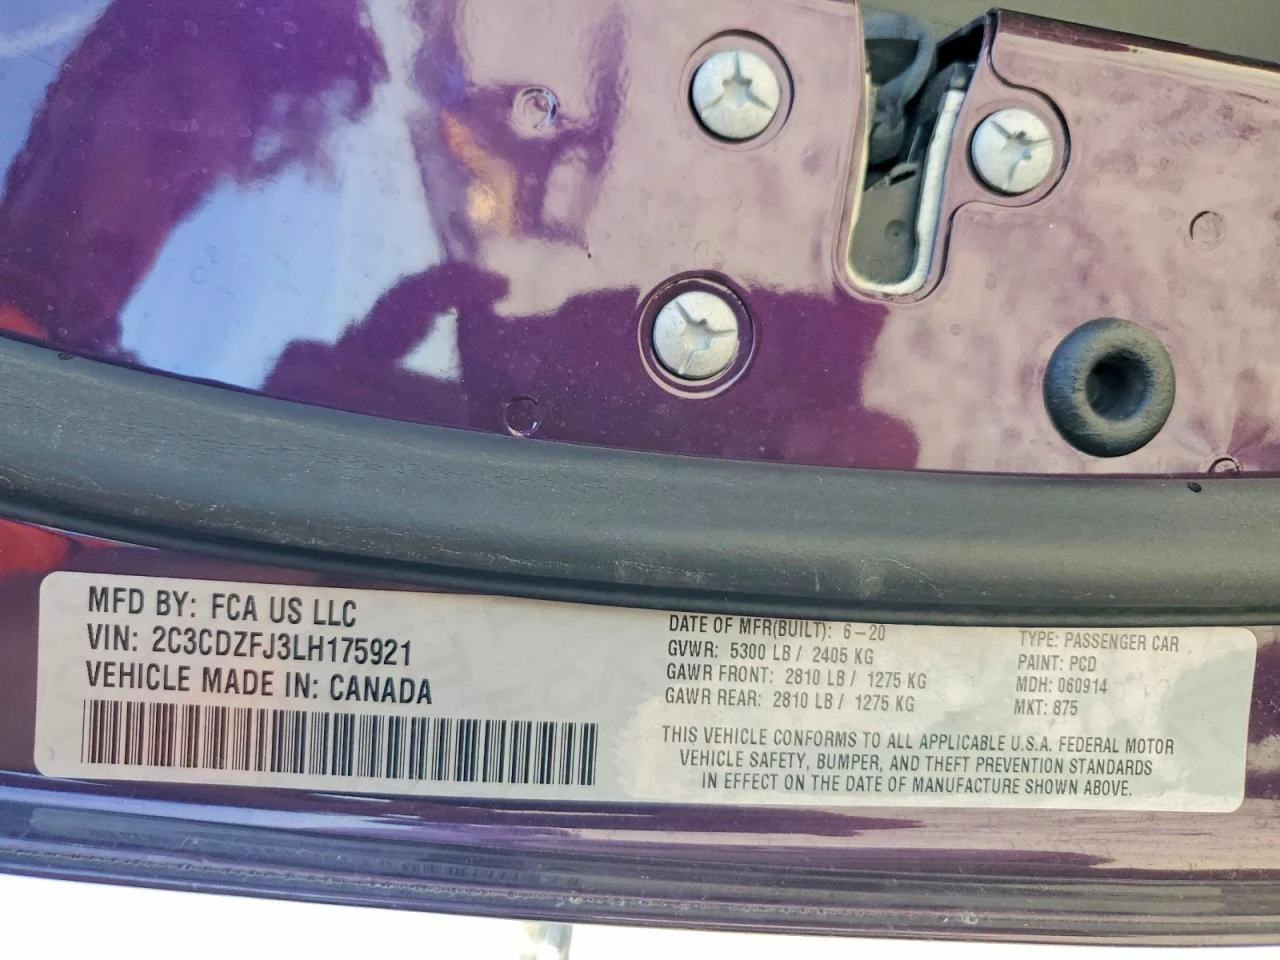 MFD BY: FCA US LLC
VIN: 2C3CDZFJ3LH175921
VEHICLE MADE IN: CANADA
DATE OF MFR(BUILT): 6-20
GVWR: 5300 LB / 2405 KG
GAWR FRONT: 2810 LB / 1275 KG
GAWR REAR: 2810 LB / 1275 KG
TYPE: PASSENGER CAR
PAINT: PCD
MDH: 060914
MKT: 875
THIS VEHICLE CONFORMS TO ALL APPLICABLE U.S.A. FEDERAL MOTOR
VEHICLE SAFETY, BUMPER, AND THEFT PREVENTION STANDARDS
IN EFFECT ON THE DATE OF MANUFACTURE SHOWN ABOVE.